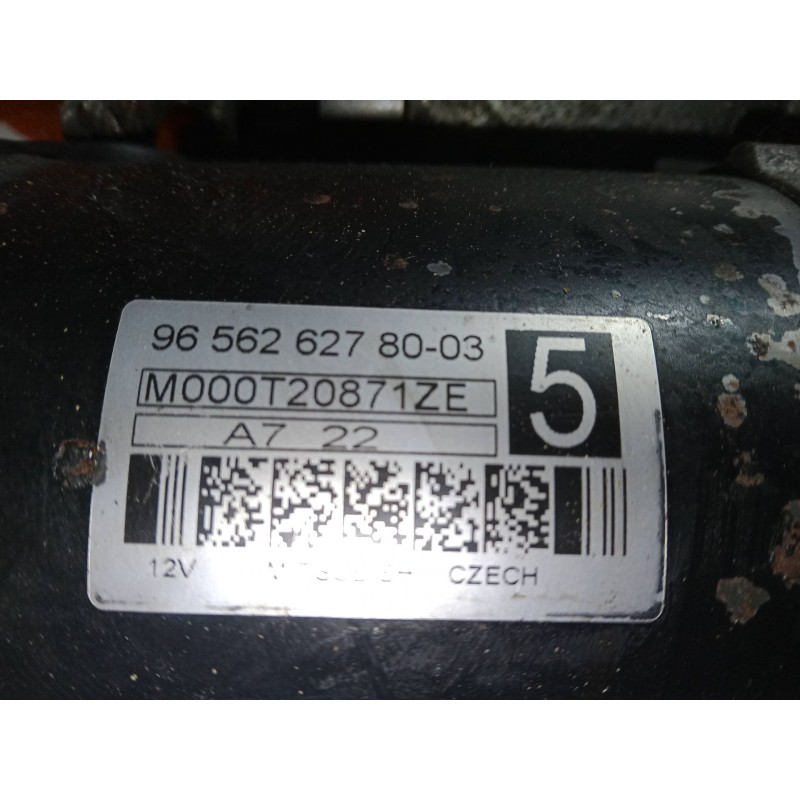 96 562 627 80-03
5
M000T20871ZE
A7 22
12V CZECH